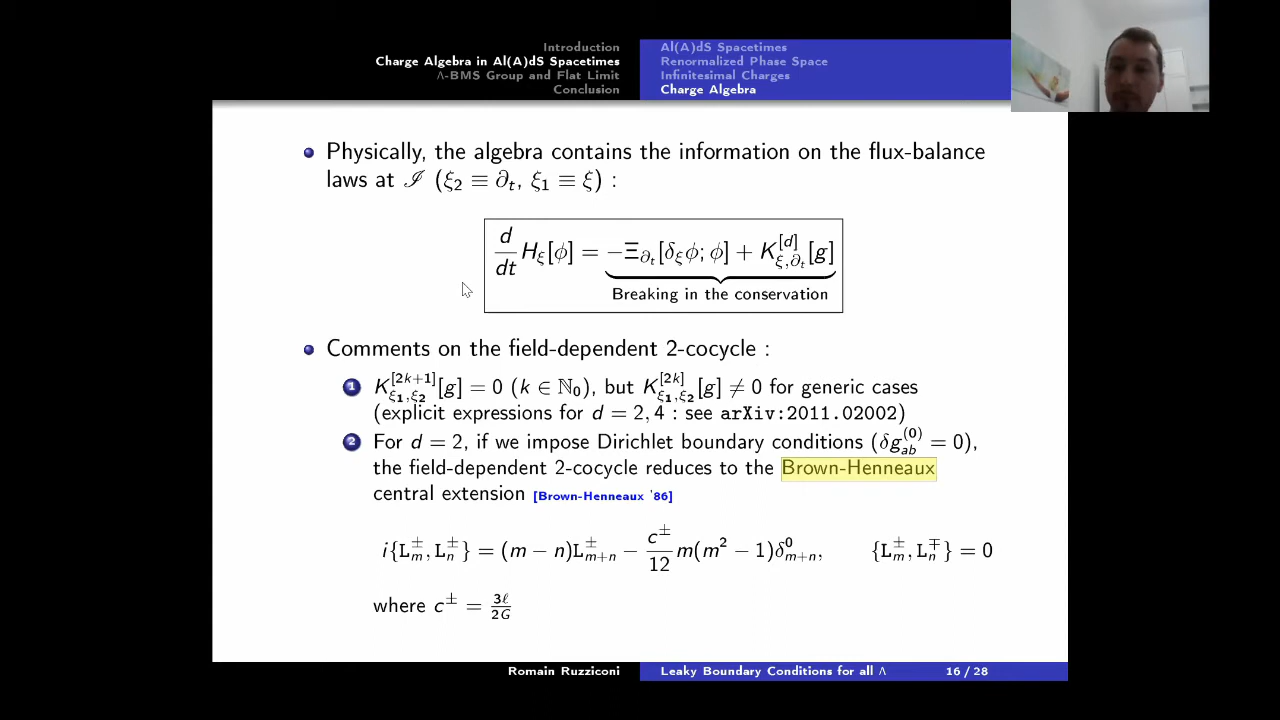 Introduction
Charge Algebra in Al(A)dS Spacetimes
Λ-BMS Group and Flat Limit
Conclusion
Al(A)dS Spacetimes
Renormalized Phase Space
Infinitesimal Charges
Charge Algebra
Physically, the algebra contains the information on the flux-balance
laws at ℐ (ξ₂ ≡ ∂ₜ, ξ₁ ≡ ξ) :
d/dt H_ξ[ϕ] = −Ξ_{∂ₜ}[δ_ξϕ; ϕ] + K^{[d]}_{ξ,∂ₜ}[g]
Breaking in the conservation
Comments on the field-dependent 2-cocycle :
1 K^{[2k+1]}_{ξ₁,ξ₂}[g] = 0 (k ∈ ℕ₀), but K^{[2k]}_{ξ₁,ξ₂}[g] ≠ 0 for generic cases
(explicit expressions for d = 2, 4 : see arXiv:2011.02002)
2 For d = 2, if we impose Dirichlet boundary conditions (δg^{(0)}_{ab} = 0),
the field-dependent 2-cocycle reduces to the Brown-Henneaux
central extension [Brown-Henneaux '86]
i{L^±_m, L^±_n} = (m − n)L^±_{m+n} − c^±/12 m(m² − 1)δ⁰_{m+n}, {L^±_m, L^∓_n} = 0
where c^± = 3ℓ/2G
Romain Ruzziconi Leaky Boundary Conditions for all Λ 16 / 28